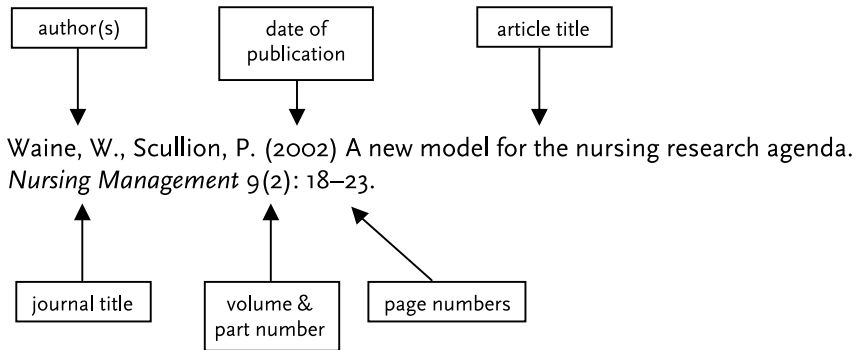 author(s)
date of
publication
article title
Waine, W., Scullion, P. (2002) A new model for the nursing research agenda.
Nursing Management 9(2): 18–23.
journal title
volume &
part number
page numbers